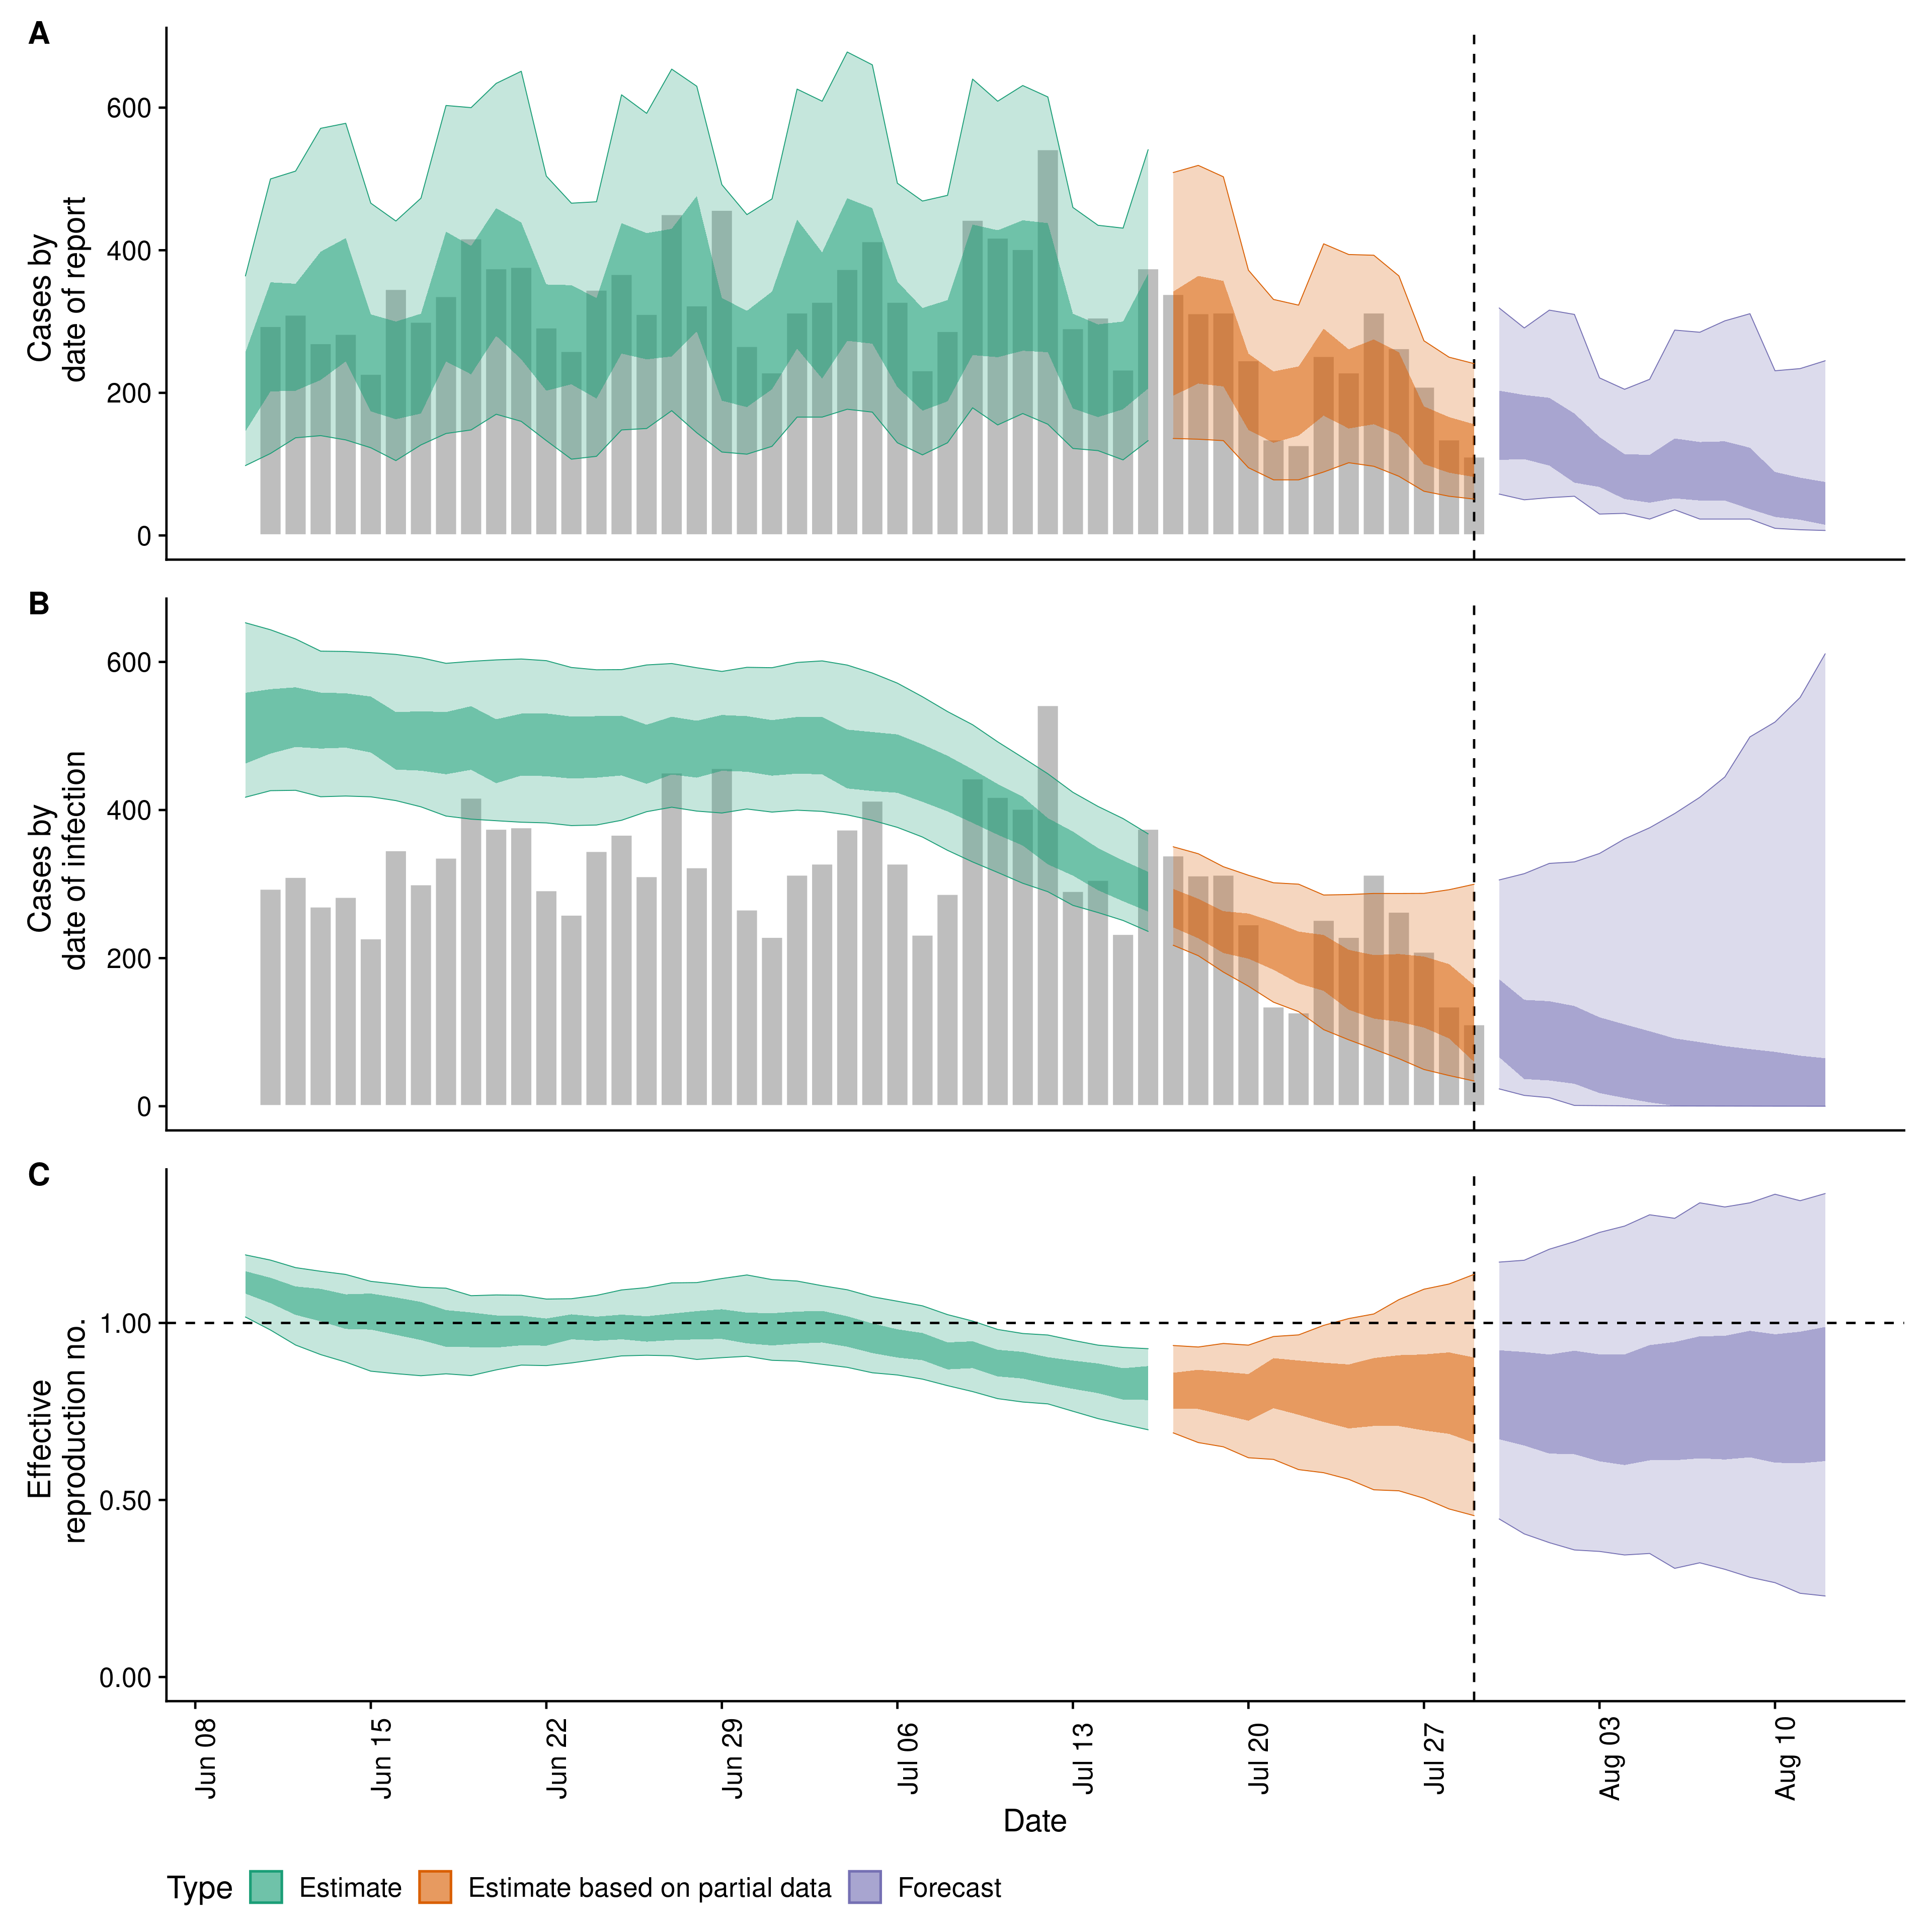 A
Cases by
date of report
600
400
200
0
B
Cases by
date of infection
600
400
200
0
C
Effective
reproduction no.
1.00
0.50
0.00
Jun 08
Jun 15
Jun 22
Jun 29
Jul 06
Jul 13
Jul 20
Jul 27
Aug 03
Aug 10
Date
Type Estimate Estimate based on partial data Forecast